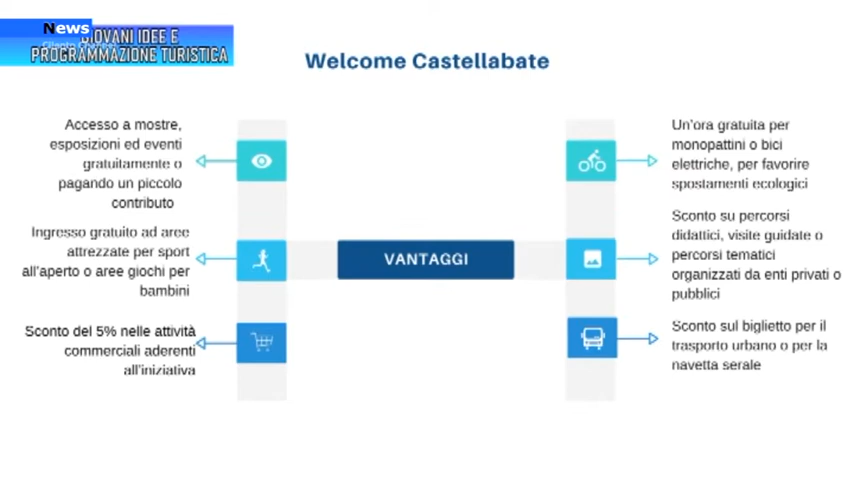 News
GIOVANI IDEE E
PROGRAMMAZIONE TURISTICA
Welcome Castellabate
Accesso a mostre,
esposizioni ed eventi
gratuitamente o
pagando un piccolo
contributo
Ingresso gratuito ad aree
attrezzate per sport
all'aperto o aree giochi per
bambini
Sconto del 5% nelle attività
commerciali aderenti
all'iniziativa
VANTAGGI
Un'ora gratuita per
monopattini o bici
elettriche, per favorire
spostamenti ecologici
Sconto su percorsi
didattici, visite guidate o
percorsi tematici
organizzati da enti privati o
pubblici
Sconto sul biglietto per il
trasporto urbano o per la
navetta serale